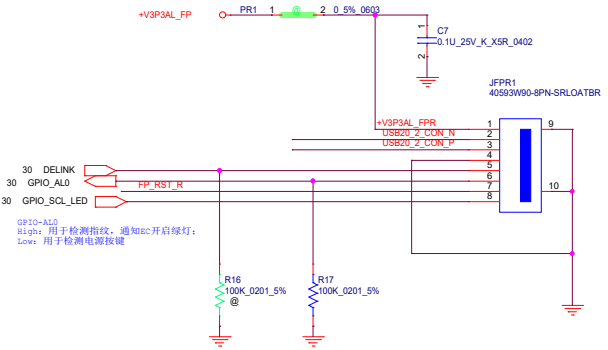 +V3P3AL_FP
PR1 1 @ 2 0_5%_0603
1
C7
0.1U_25V_K_X5R_0402
2
JFPR1
40593W90-8PN-SRLOATBR
+V3P3AL_FPR 1 9
USB20_2_CON_N 2
USB20_2_CON_P 3
4
30 DELINK 5
30 GPIO_AL0 6
FP_RST_R 7 10
30 GPIO_SCL_LED 8
GPIO-AL0
High: 用于检测指纹，通知EC开启绿灯;
Low: 用于检测电源按键
R16
100K_0201_5%
@
R17
100K_0201_5%